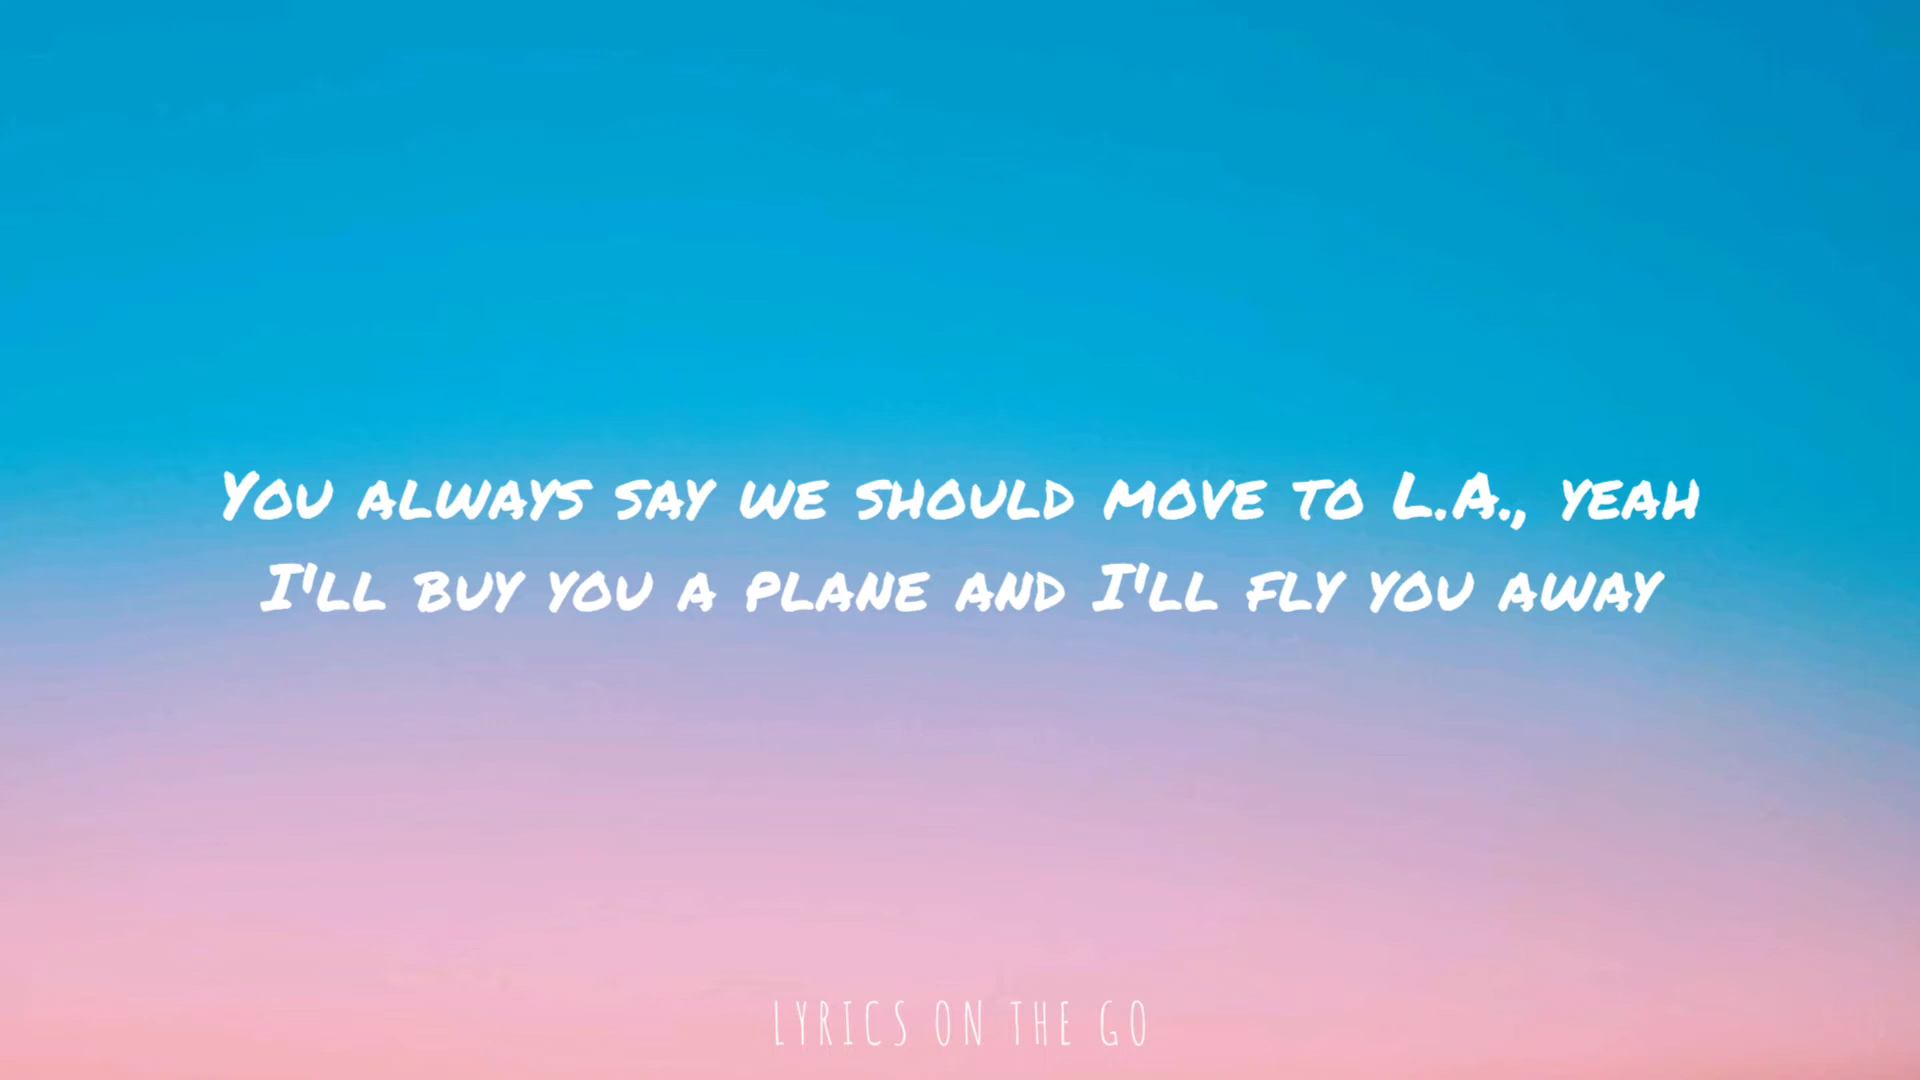 You always say we should move to L.A., yeah
I'll buy you a plane and I'll fly you away
LYRICS ON THE GO